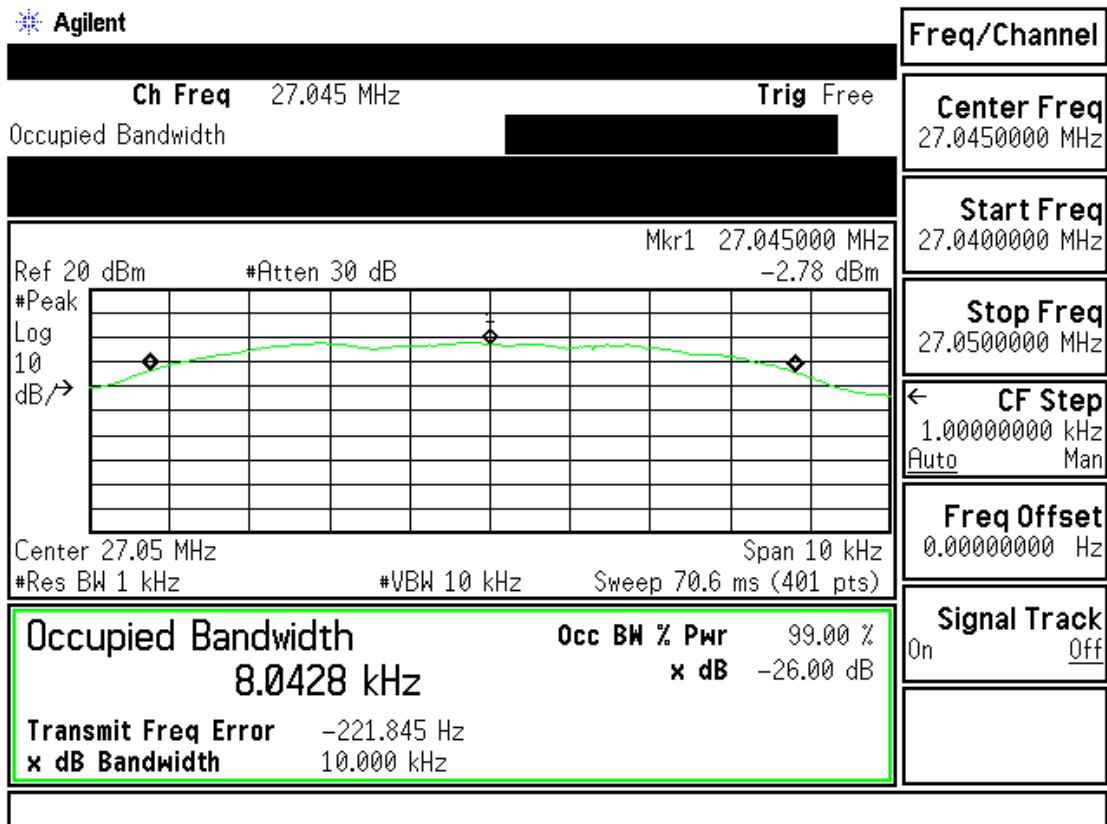 Agilent
Freq/Channel
Ch Freq 27.045 MHz Trig Free
Occupied Bandwidth
Center Freq
27.0450000 MHz
Start Freq
27.0400000 MHz
Stop Freq
27.0500000 MHz
CF Step
1.00000000 kHz
Auto Man
Freq Offset
0.00000000 Hz
Signal Track
On Off
Mkr1 27.045000 MHz
Ref 20 dBm #Atten 30 dB -2.78 dBm
#Peak
Log
10
dB/
1
Center 27.05 MHz Span 10 kHz
#Res BW 1 kHz #VBW 10 kHz Sweep 70.6 ms (401 pts)
Occupied Bandwidth Occ BW % Pwr 99.00 %
8.0428 kHz x dB -26.00 dB
Transmit Freq Error -221.845 Hz
x dB Bandwidth 10.000 kHz